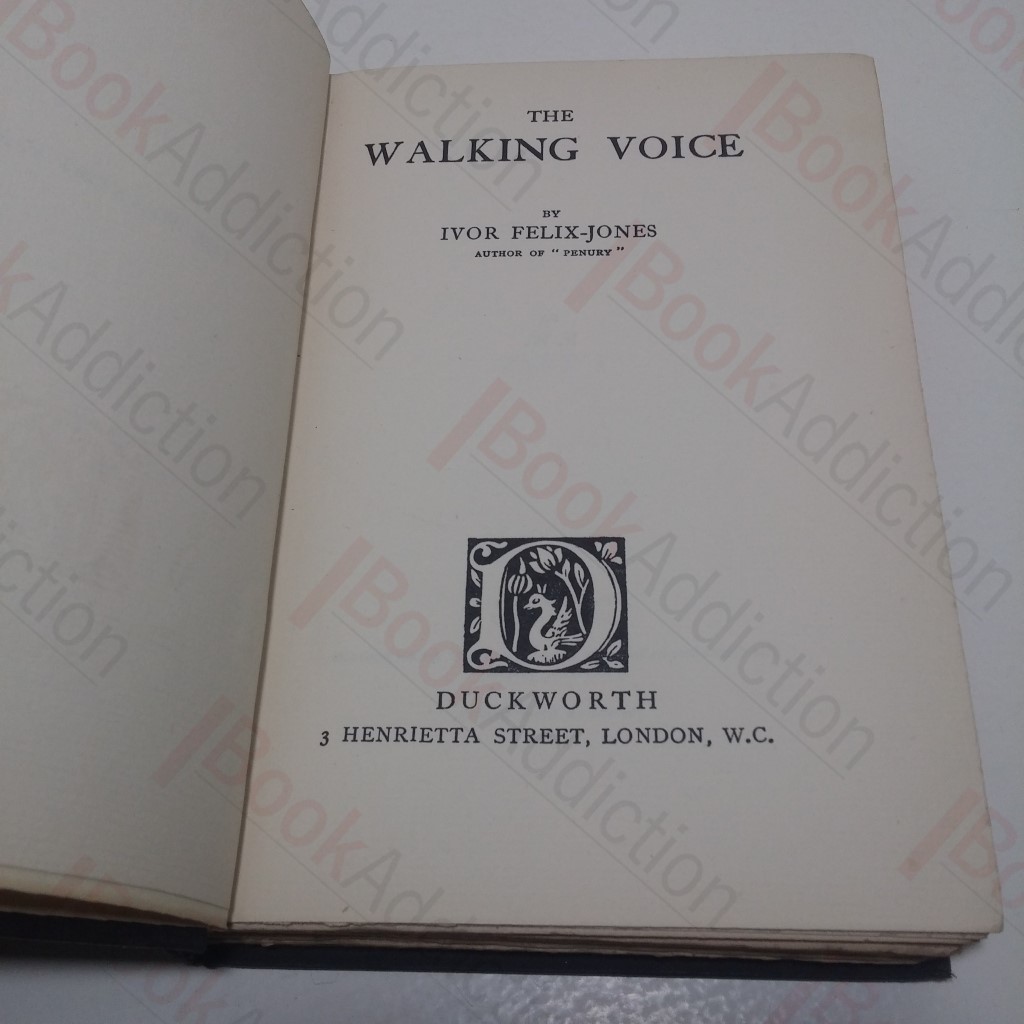 THE
WALKING VOICE
BY
IVOR FELIX-JONES
AUTHOR OF "PENURY"
D
DUCKWORTH
3 HENRIETTA STREET, LONDON, W.C.
BookAddiction